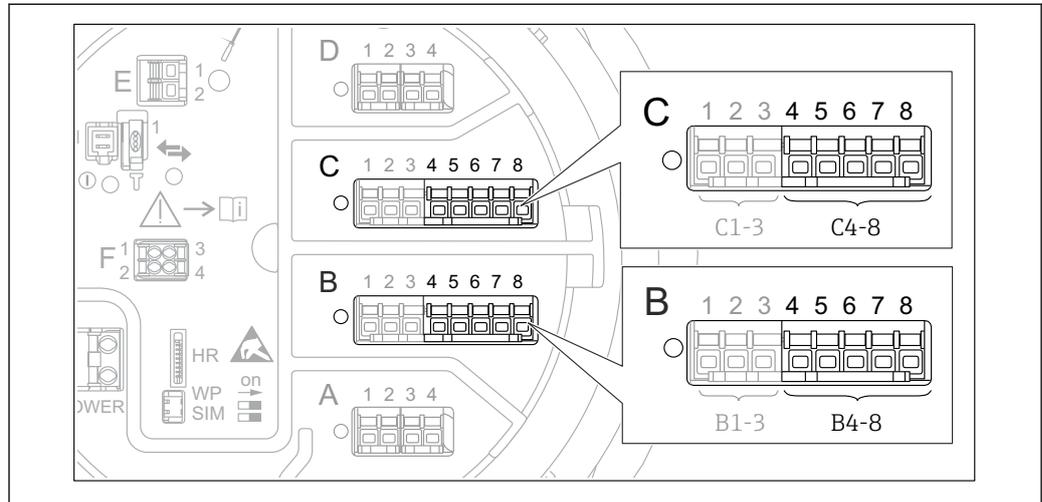 D 1 2 3 4
E 1
2
1
C 1 2 3 4 5 6 7 8
i
F 1 3
2 4
B 1 2 3 4 5 6 7 8
HR
WP on
SIM
OWER
A 1 2 3 4
C 1 2 3 4 5 6 7 8
C1-3 C4-8
B 1 2 3 4 5 6 7 8
B1-3 B4-8